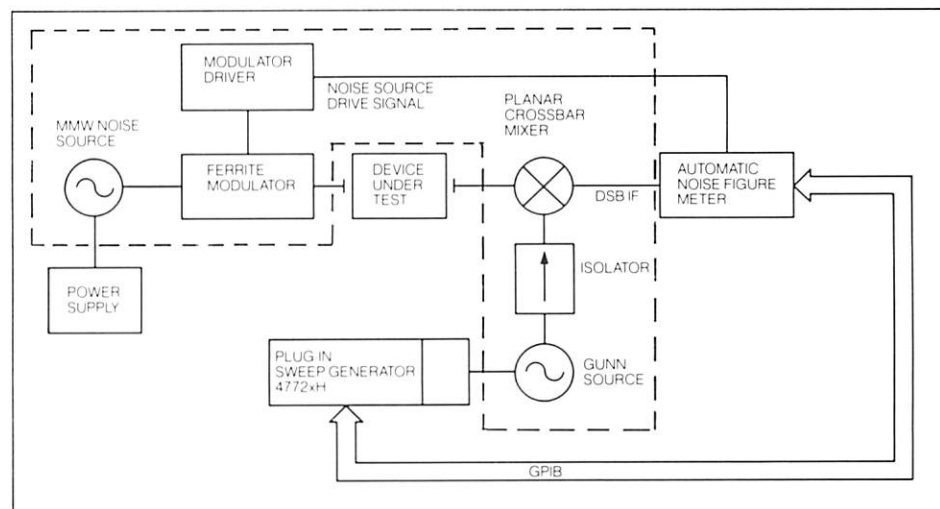 MODULATOR
DRIVER
NOISE SOURCE
DRIVE SIGNAL
PLANAR
CROSSBAR
MIXER
MMW NOISE
SOURCE
FERRITE
MODULATOR
DEVICE
UNDER
TEST
DSB IF
AUTOMATIC
NOISE FIGURE
METER
POWER
SUPPLY
ISOLATOR
PLUG IN
SWEEP GENERATOR
4772xH
GUNN
SOURCE
GPIB